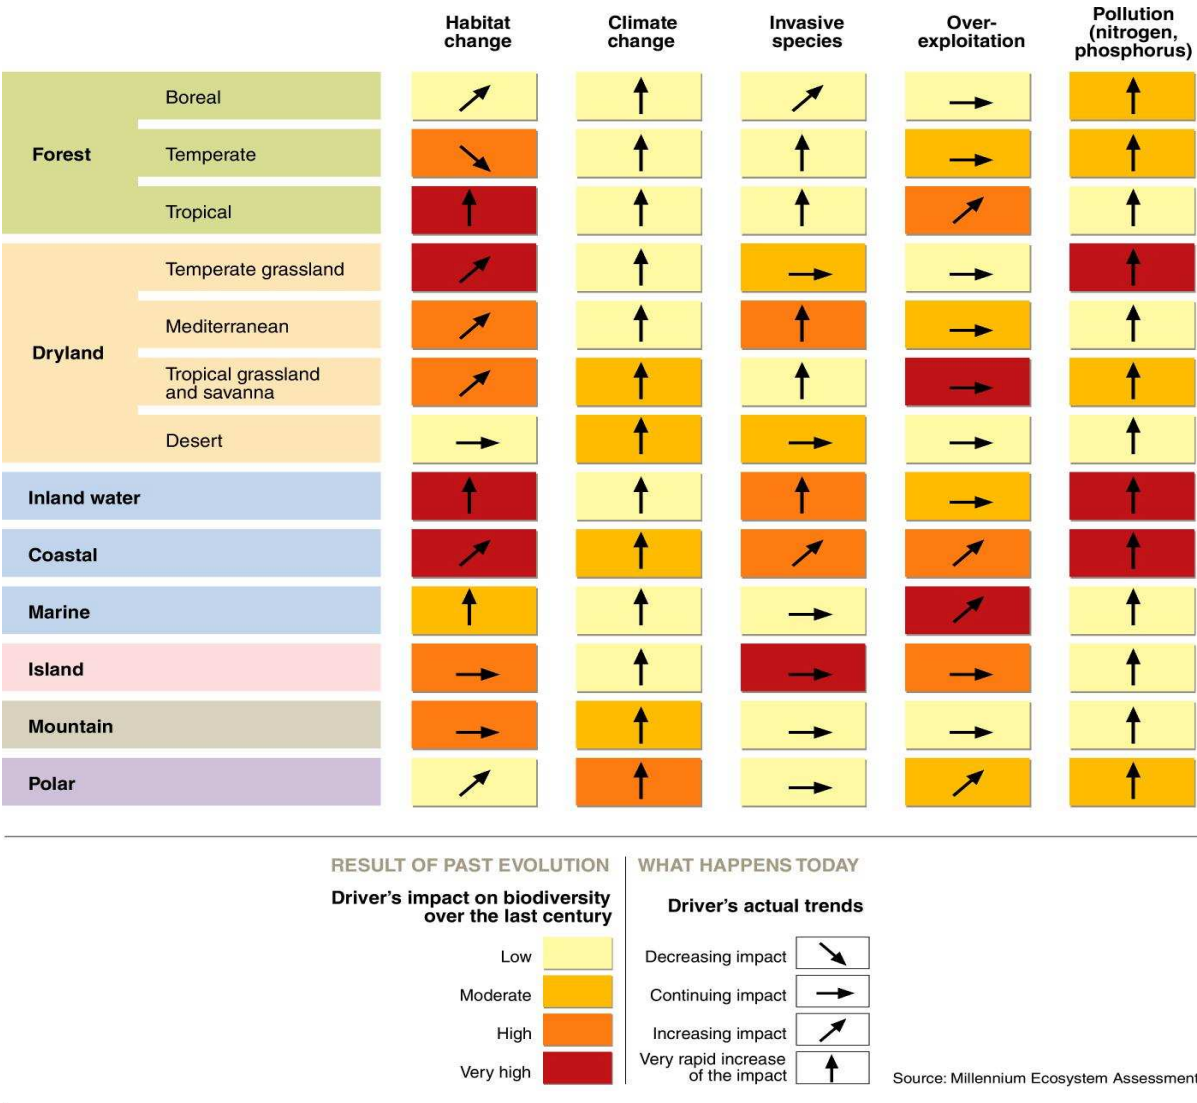 Habitat
change
Climate
change
Invasive
species
Over-
exploitation
Pollution
(nitrogen,
phosphorus)
Forest
Boreal
Temperate
Tropical
Dryland
Temperate grassland
Mediterranean
Tropical grassland
and savanna
Desert
Inland water
Coastal
Marine
Island
Mountain
Polar
RESULT OF PAST EVOLUTION
Driver's impact on biodiversity
over the last century
Low
Moderate
High
Very high
WHAT HAPPENS TODAY
Driver's actual trends
Decreasing impact
Continuing impact
Increasing impact
Very rapid increase
of the impact
Source: Millennium Ecosystem Assessment